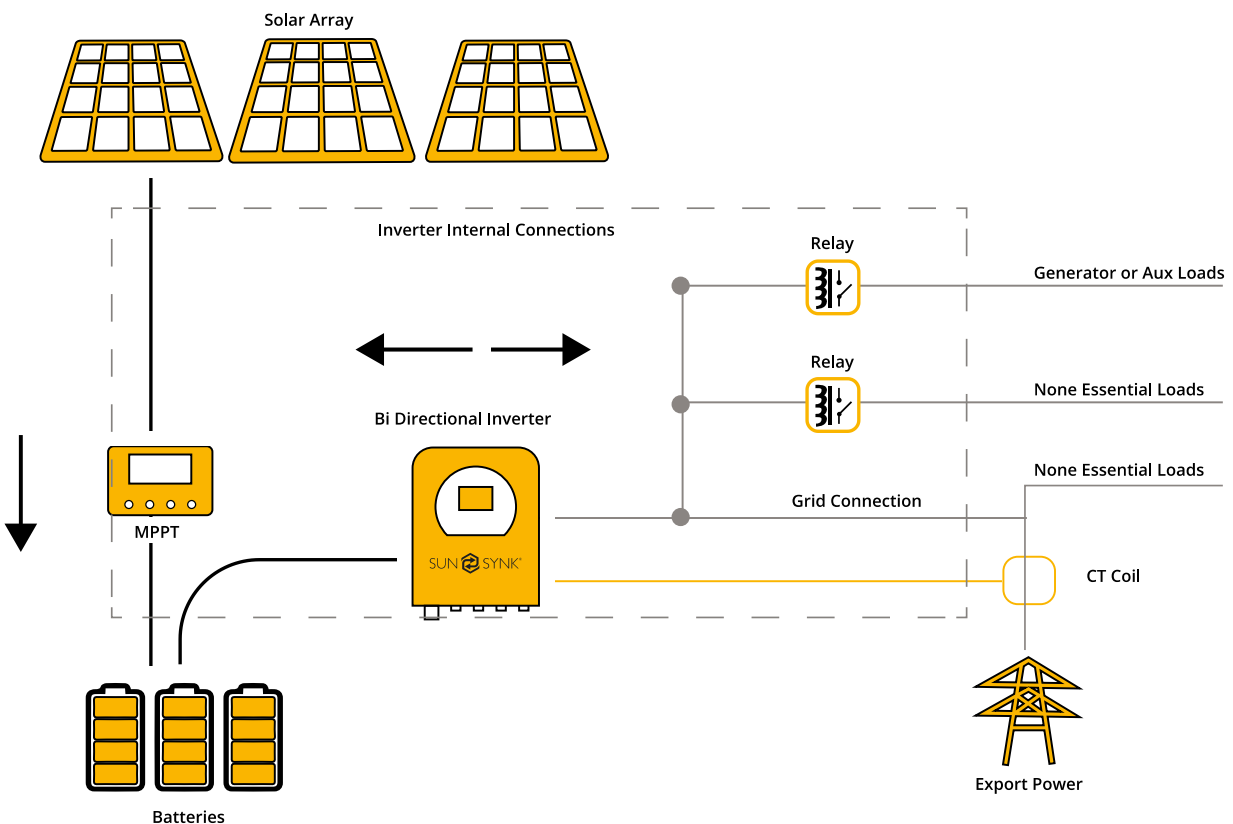 Solar Array
Inverter Internal Connections
Relay
Generator or Aux Loads
Relay
None Essential Loads
Bi Directional Inverter
None Essential Loads
Grid Connection
MPPT
SUN SYNK®
CT Coil
Export Power
Batteries